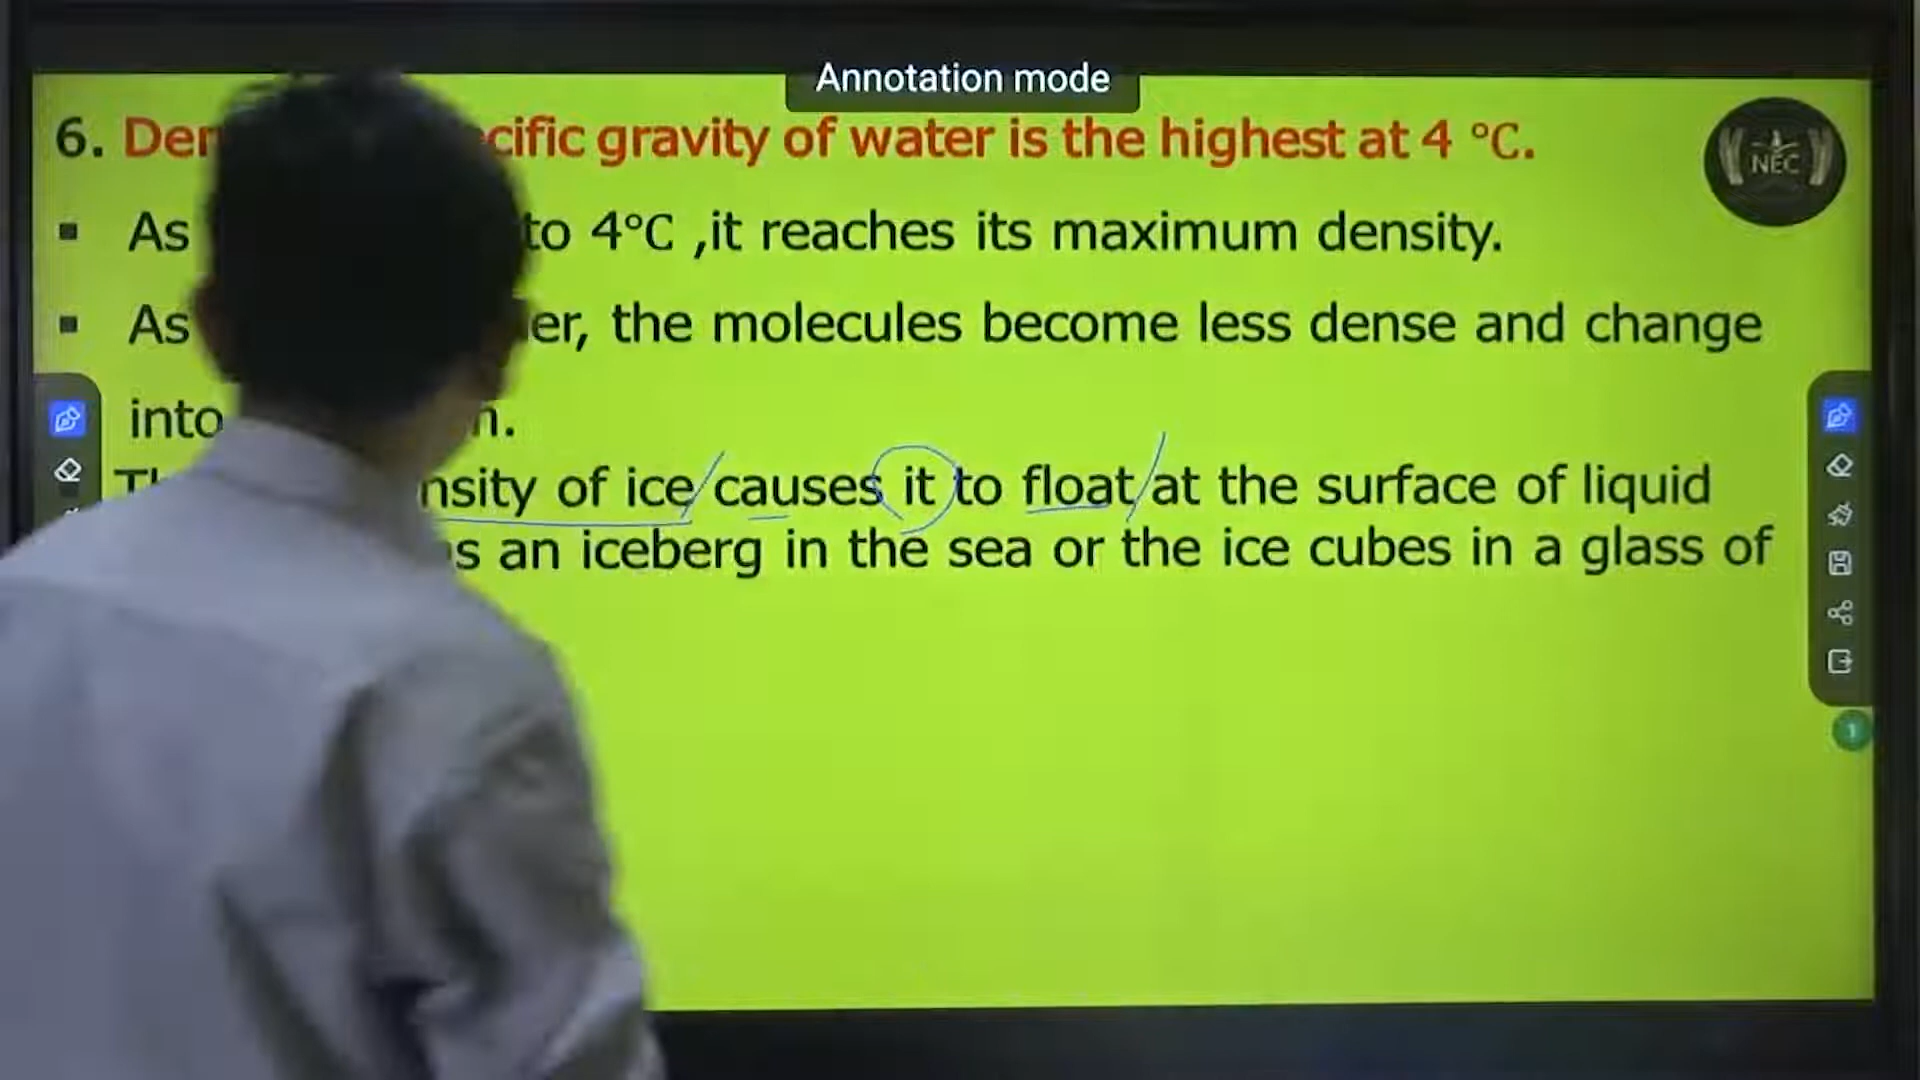 Annotation mode
6. Den cific gravity of water is the highest at 4 °C.
NEC
▪ As to 4°C ,it reaches its maximum density.
▪ As er, the molecules become less dense and change
into n.
Th nsity of ice causes it to float at the surface of liquid
s an iceberg in the sea or the ice cubes in a glass of
1